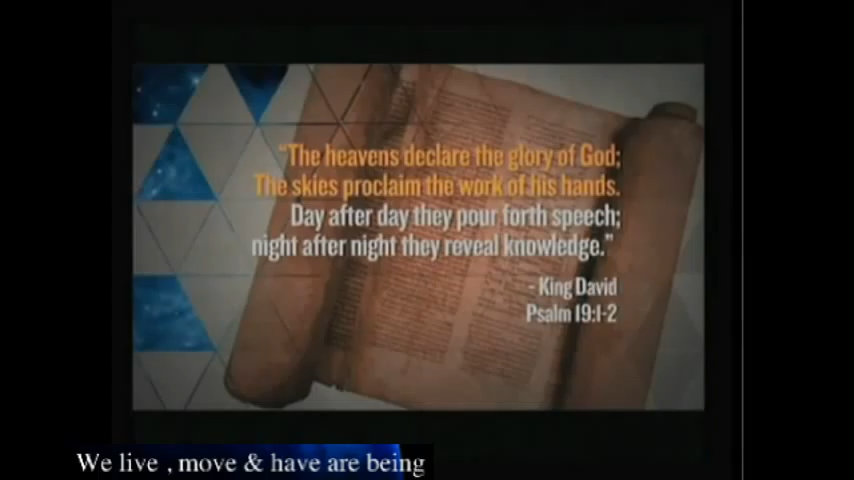 “The heavens declare the glory of God;
The skies proclaim the work of his hands.
Day after day they pour forth speech;
night after night they reveal knowledge.”
- King David
Psalm 19:1-2
We live , move & have are being